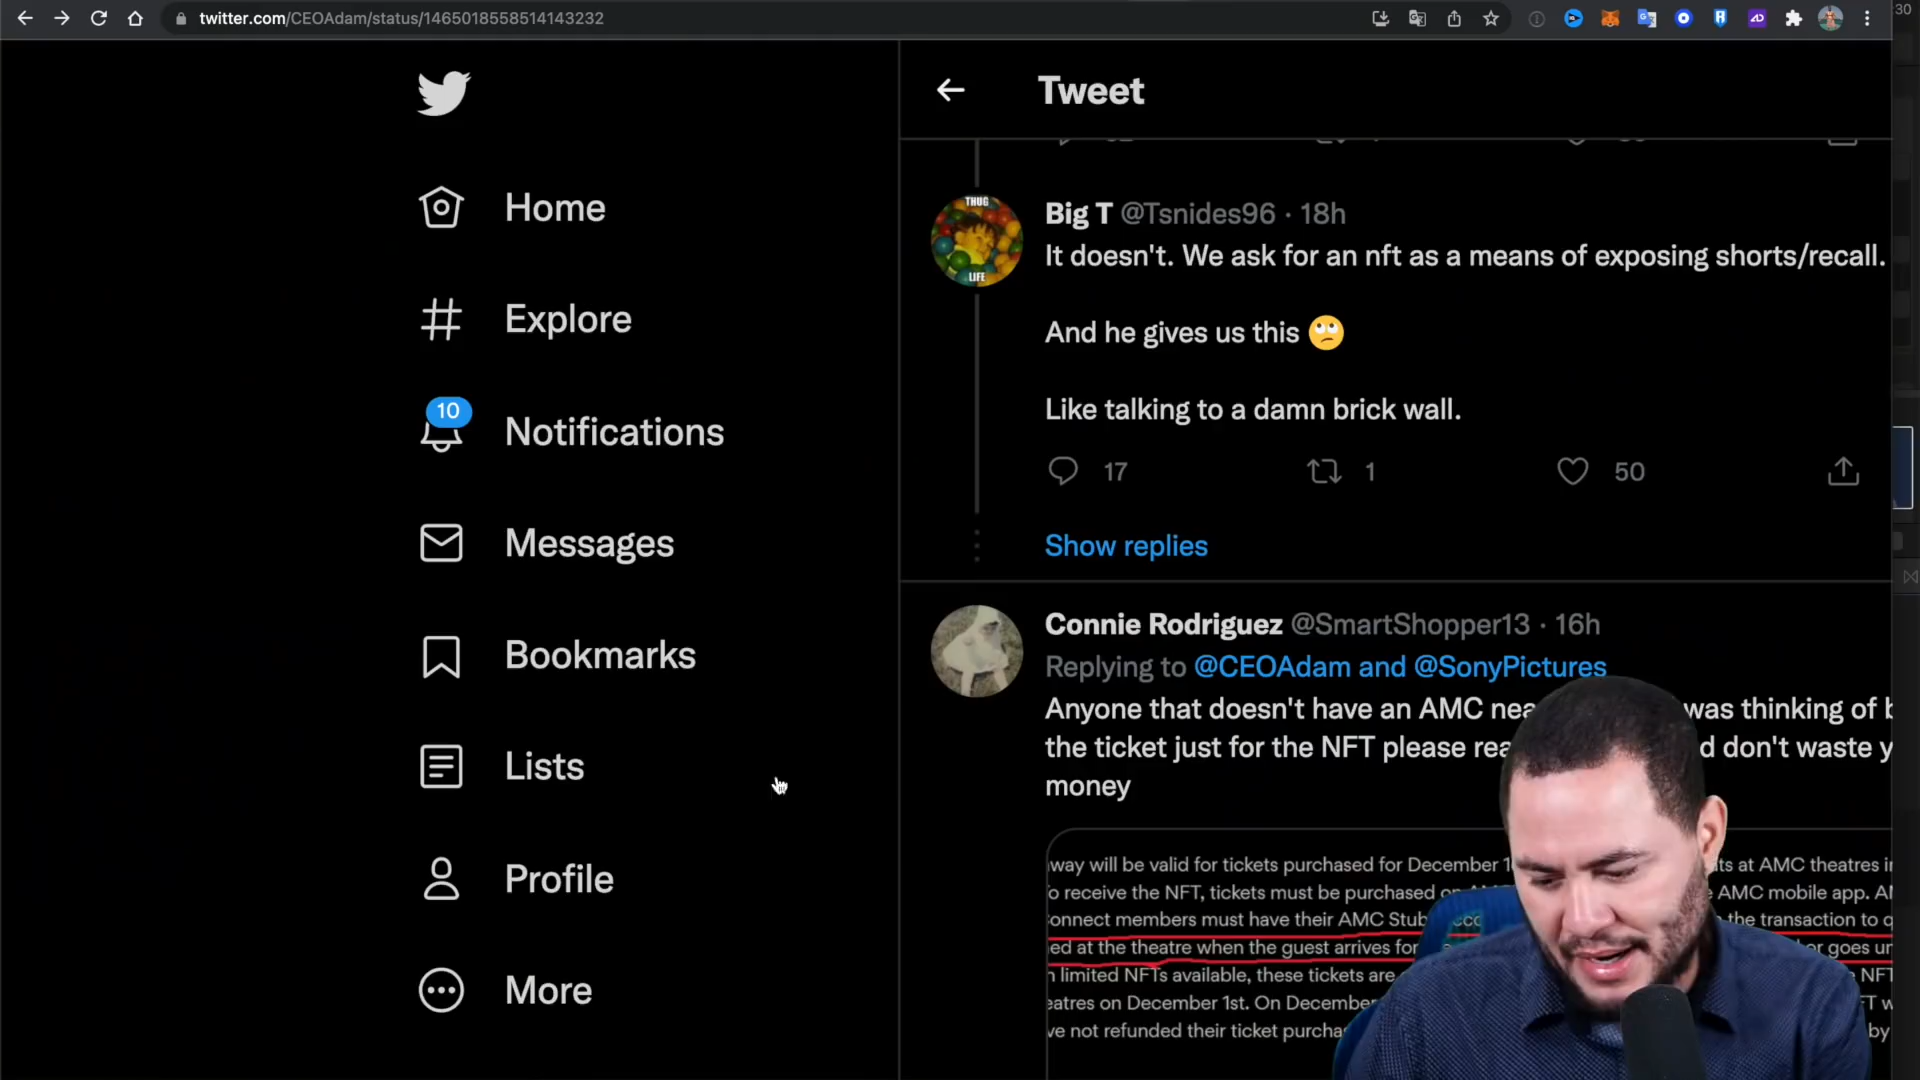 twitter.com/CEOAdam/status/1465018558514143232
:30
Tweet
Home
Explore
10
Notifications
Messages
Bookmarks
Lists
Profile
More
THUG
LIFE
Big T @Tsnides96 · 18h
It doesn't. We ask for an nft as a means of exposing shorts/recall.
And he gives us this 🙄
Like talking to a damn brick wall.
17 1 50
Show replies
Connie Rodriguez @SmartShopper13 · 16h
Replying to @CEOAdam and @SonyPictures
Anyone that doesn't have an AMC was thinking of
the ticket just for the NFT please don't waste
money
will be valid for tickets purchased for December at AMC theatres
receive the NFT, tickets must be purchased AMC mobile app.
members must have their AMC the transaction to
at the theatre when the guest arrives for goes
limited NFTs available, these tickets are NFT
on December 1st. On December
not refunded their ticket by